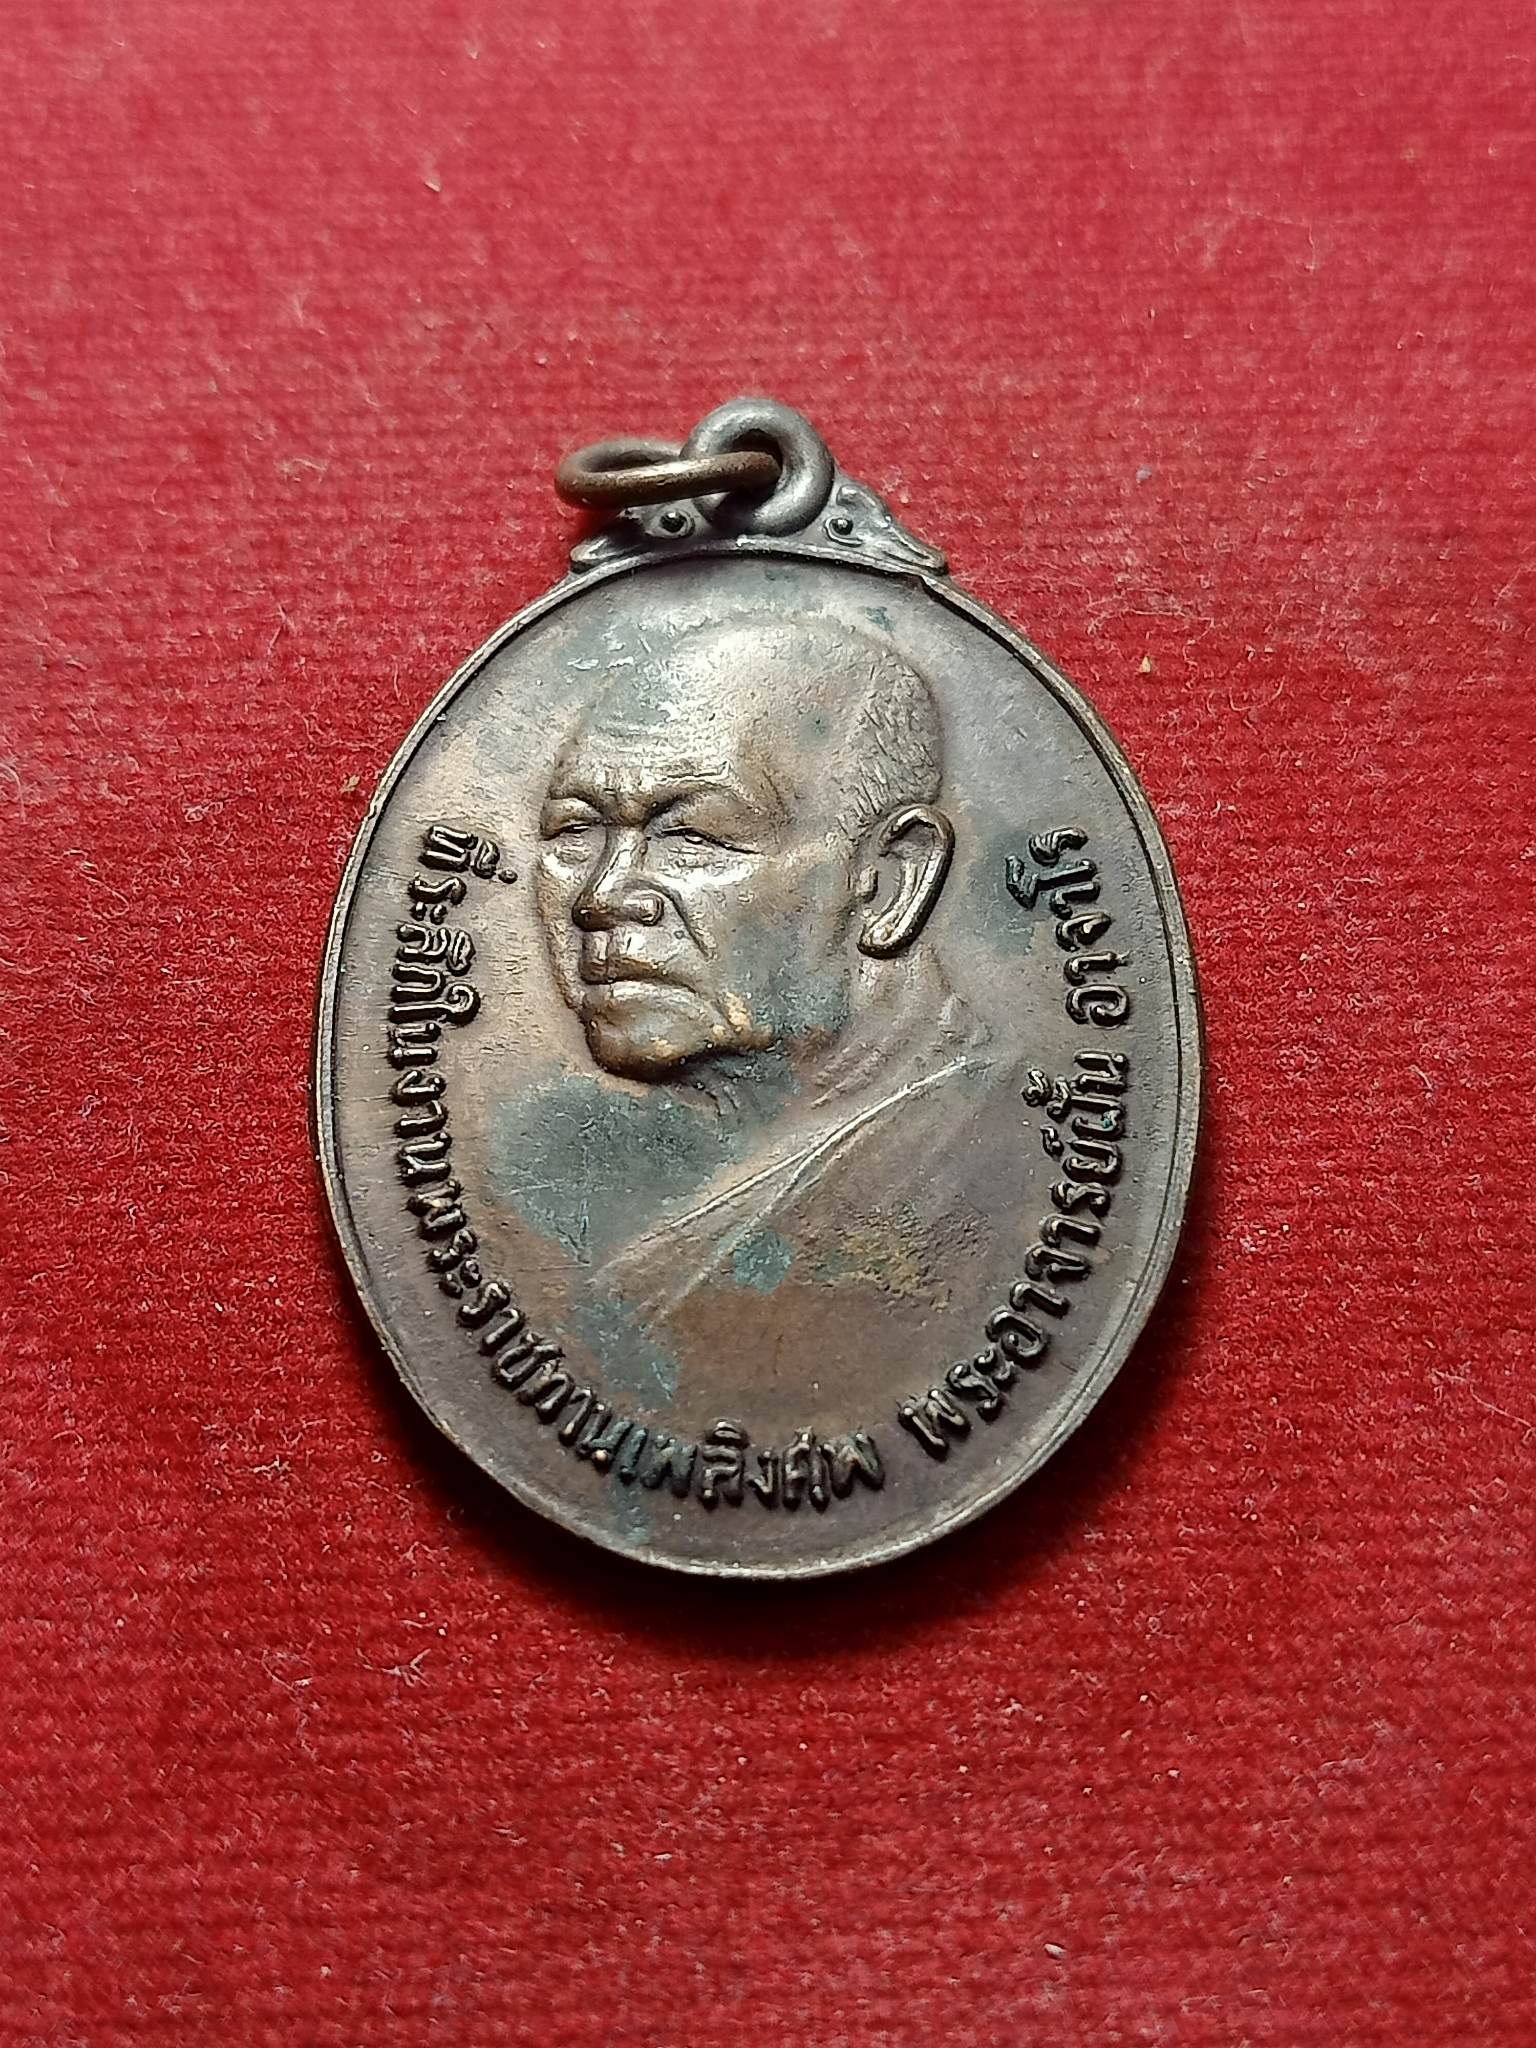 ที่ระลึกในงานพระราชทานเพลิงศพ พระอาจารย์ฝั้น อาจาโร